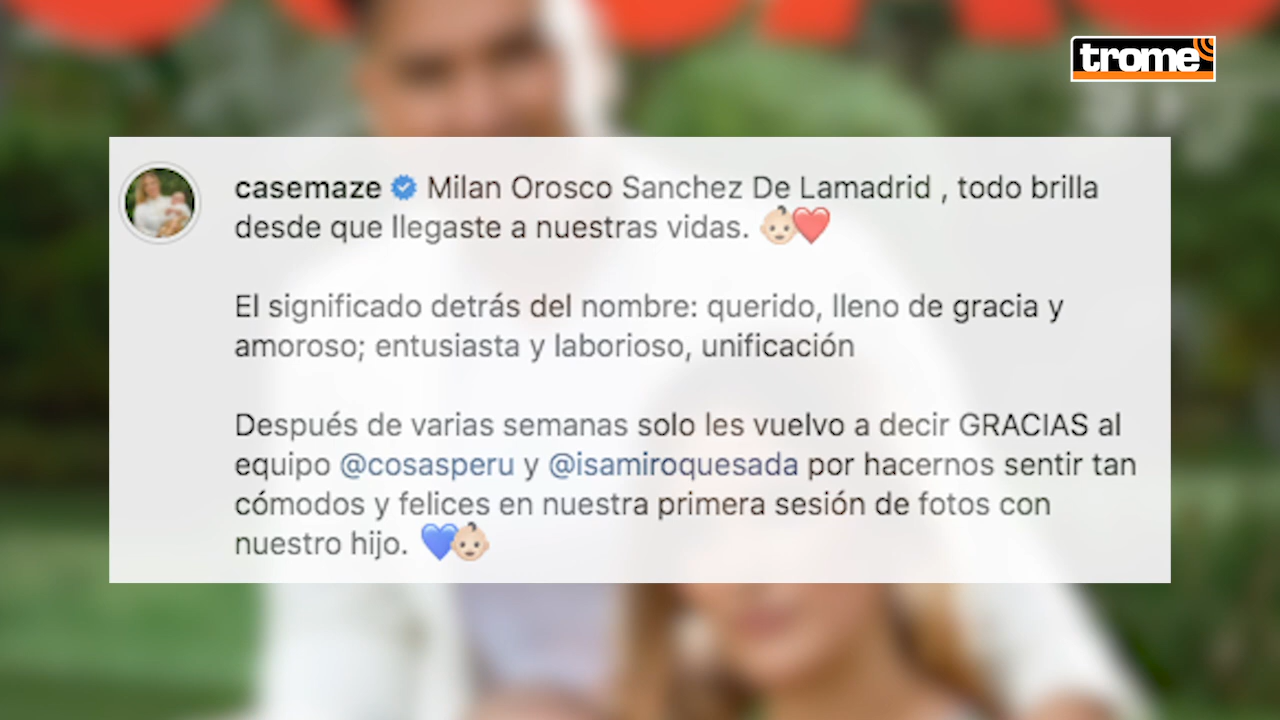 trome
casemaze Milan Orosco Sanchez De Lamadrid , todo brilla
desde que llegaste a nuestras vidas. 👶🏻❤️
El significado detrás del nombre: querido, lleno de gracia y
amoroso; entusiasta y laborioso, unificación
Después de varias semanas solo les vuelvo a decir GRACIAS al
equipo @cosasperu y @isamiroquesada por hacernos sentir tan
cómodos y felices en nuestra primera sesión de fotos con
nuestro hijo. 💙👶🏻